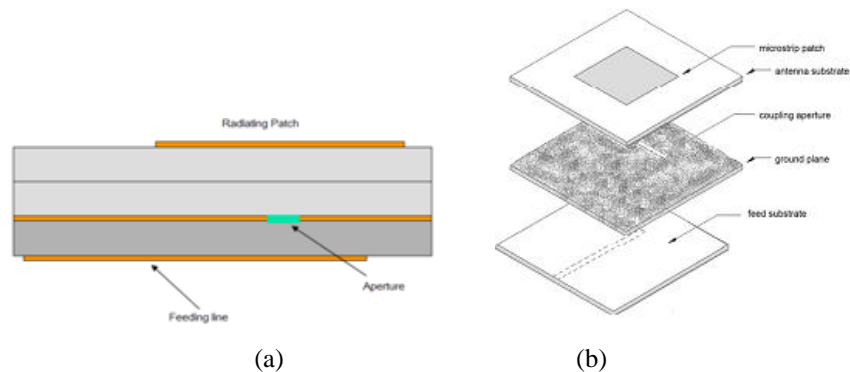 Radiating Patch
Aperture
Feeding line
(a)
microstrip patch
antenna substrate
coupling aperture
ground plane
feed substrate
(b)